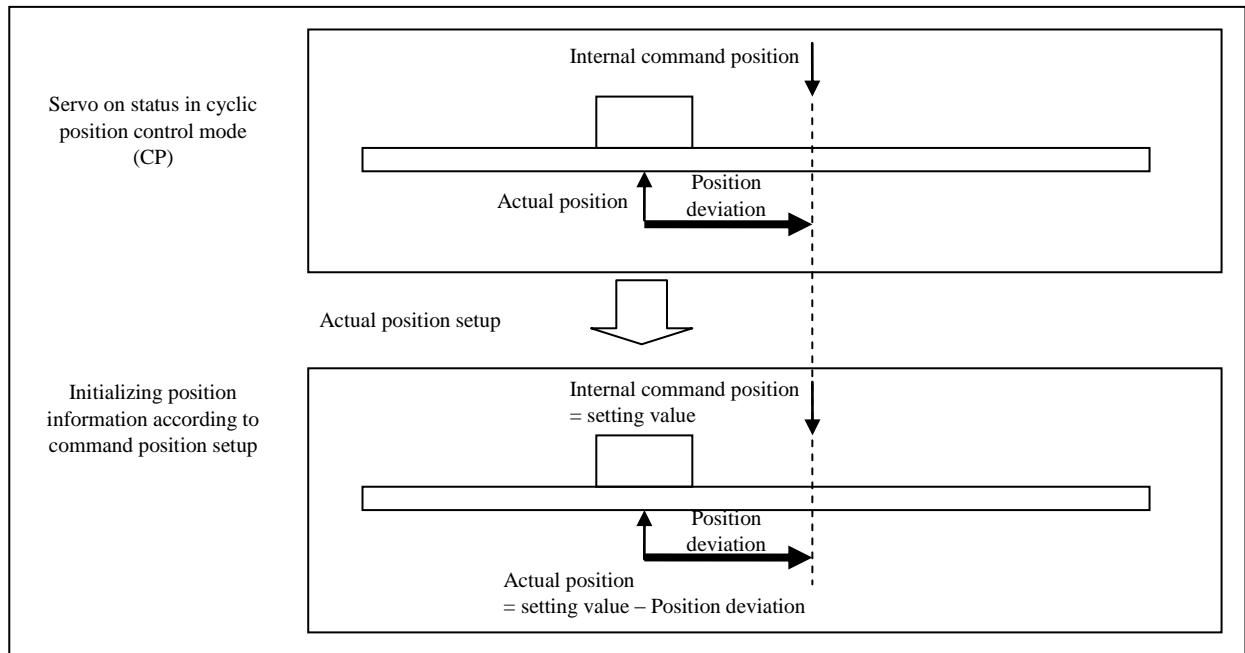 Servo on status in cyclic
position control mode
(CP)
Internal command position
Actual position
Position
deviation
Actual position setup
Initializing position
information according to
command position setup
Internal command position
= setting value
Position
deviation
Actual position
= setting value – Position deviation